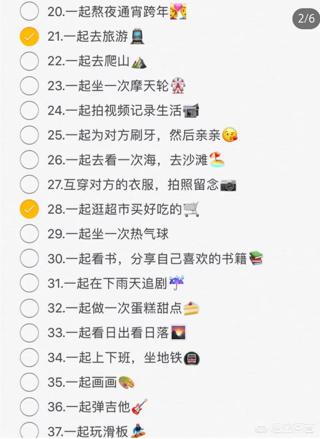 20.一起熬夜通宵跨年💏
2/6
21.一起去旅游🚆
22.一起去爬山⛰️
23.一起坐一次摩天轮🎡
24.一起拍视频记录生活📹
25.一起为对方刷牙，然后亲亲😘
26.一起去看一次海，去沙滩🏖️
27.互穿对方的衣服，拍照留念📷
28.一起逛超市买好吃的🛒
29.一起坐一次热气球
30.一起看书，分享自己喜欢的书籍📚
31.一起在下雨天追剧☔
32.一起做一次蛋糕甜点🍰
33.一起看日出看日落🌄
34.一起上下班，坐地铁🚇
35.一起画画🎨
36.一起弹吉他🎸
37.一起玩滑板🏂